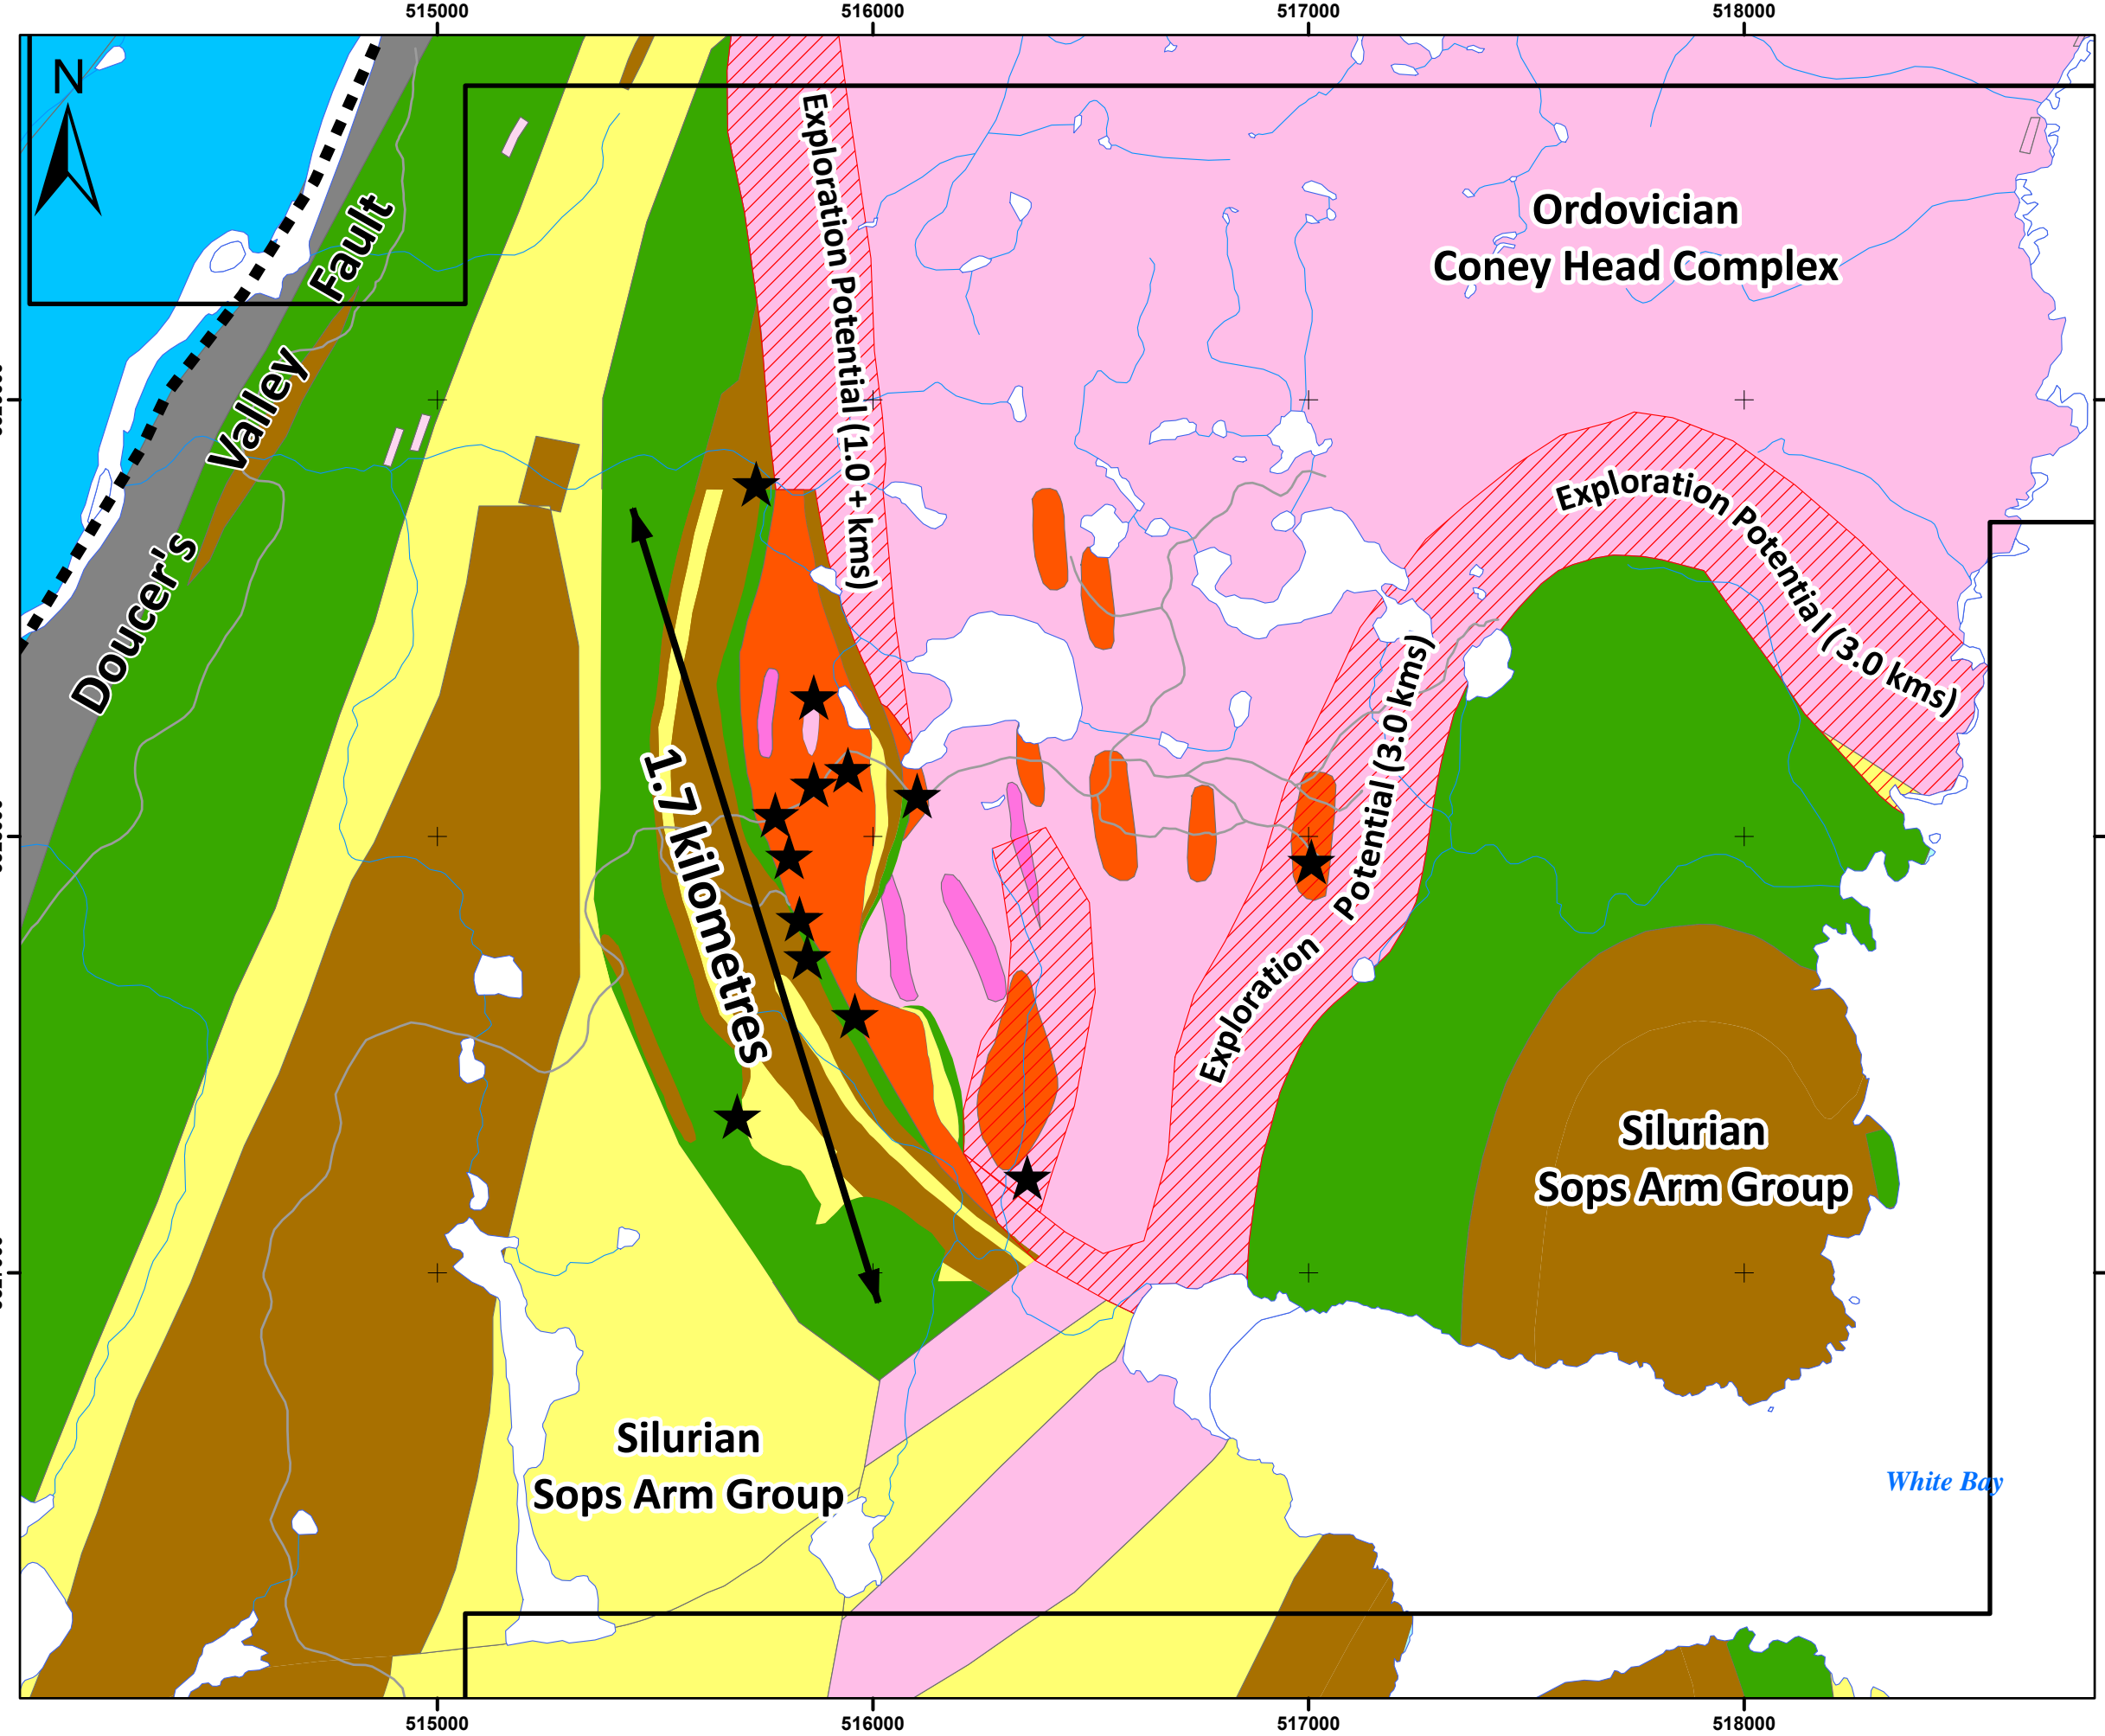 515000
516000
517000
518000
N
Exploration Potential (1.0 + kms)
Ordovician
Coney Head Complex
Doucer's Valley Fault
Exploration Potential (3.0 kms)
Exploration Potential (3.0 kms)
1.7 kilometres
Silurian
Sops Arm Group
Silurian
Sops Arm Group
White Bay
515000
516000
517000
518000